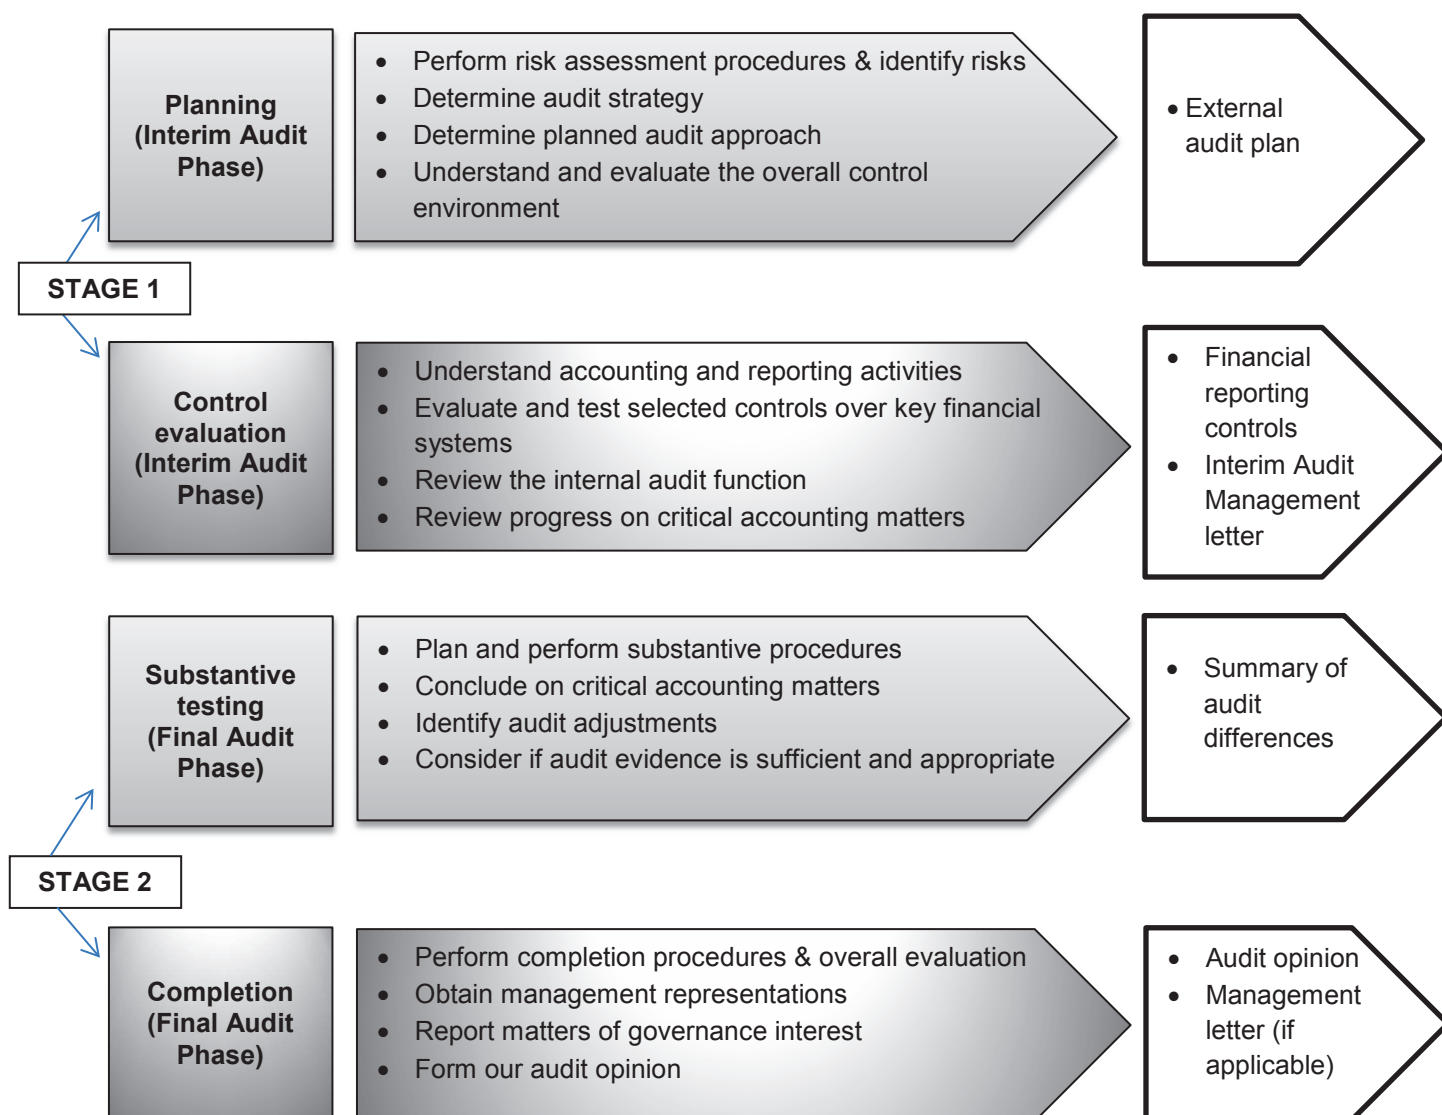 Planning
(Interim Audit
Phase)
• Perform risk assessment procedures & identify risks
• Determine audit strategy
• Determine planned audit approach
• Understand and evaluate the overall control
environment
• External
audit plan
STAGE 1
Control
evaluation
(Interim Audit
Phase)
• Understand accounting and reporting activities
• Evaluate and test selected controls over key financial
systems
• Review the internal audit function
• Review progress on critical accounting matters
• Financial
reporting
controls
• Interim Audit
Management
letter
Substantive
testing
(Final Audit
Phase)
• Plan and perform substantive procedures
• Conclude on critical accounting matters
• Identify audit adjustments
• Consider if audit evidence is sufficient and appropriate
• Summary of
audit
differences
STAGE 2
Completion
(Final Audit
Phase)
• Perform completion procedures & overall evaluation
• Obtain management representations
• Report matters of governance interest
• Form our audit opinion
• Audit opinion
• Management
letter (if
applicable)